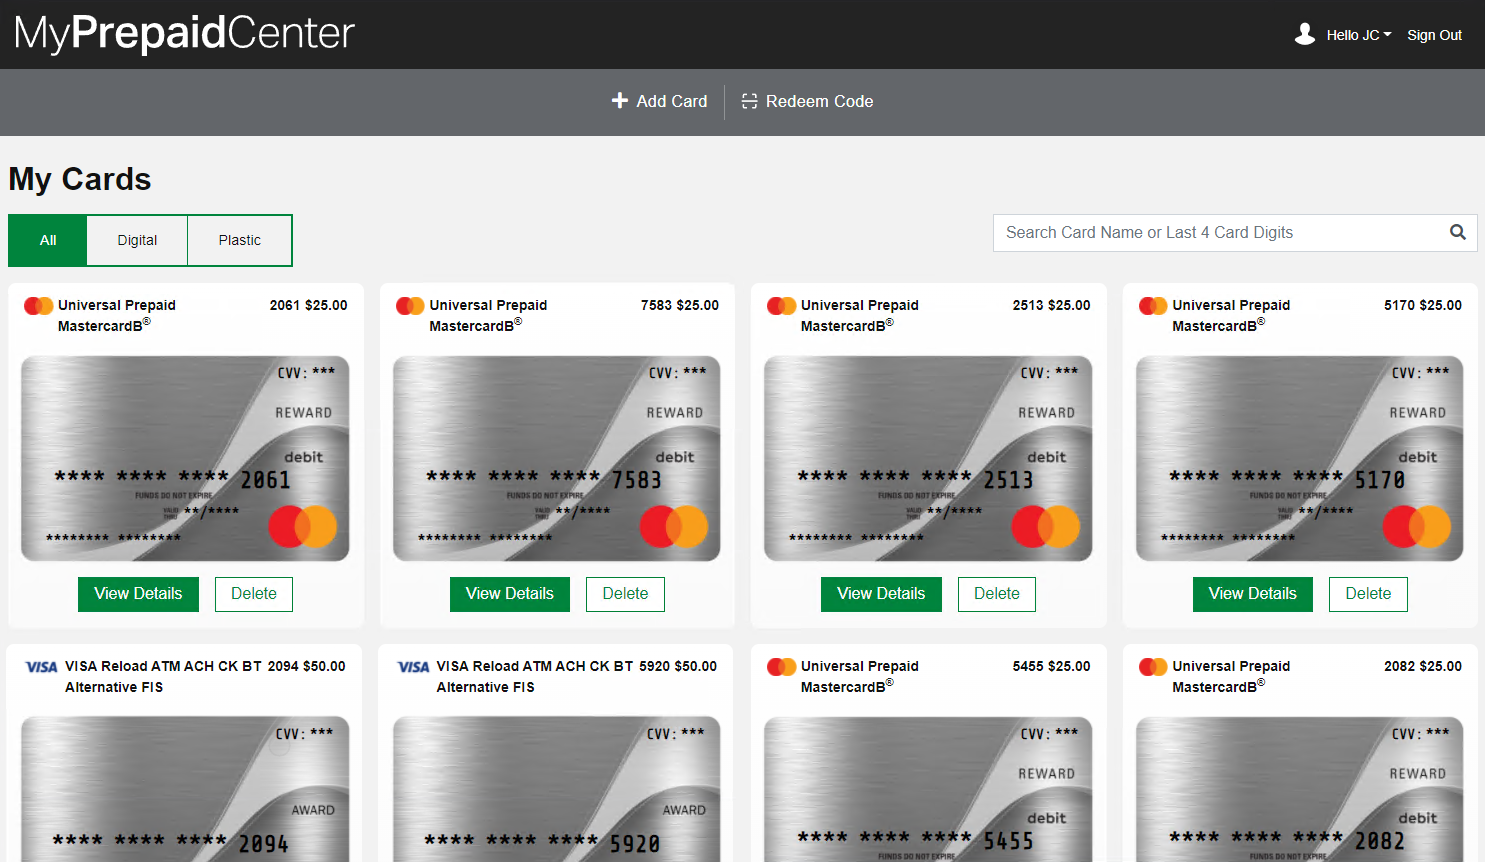 MyPrepaidCenter
Hello JC
Sign Out
Add Card
Redeem Code
My Cards
All
Digital
Plastic
Search Card Name or Last 4 Card Digits
Universal Prepaid 2061 $25.00
MastercardB®
CVV: ***
REWARD
debit
**** **** **** 2061
FUNDS DO NOT EXPIRE
VALID
THRU **/****
******** ********
View Details
Delete
Universal Prepaid 7583 $25.00
MastercardB®
CVV: ***
REWARD
debit
**** **** **** 7583
FUNDS DO NOT EXPIRE
VALID
THRU **/****
******** ********
View Details
Delete
Universal Prepaid 2513 $25.00
MastercardB®
CVV: ***
REWARD
debit
**** **** **** 2513
FUNDS DO NOT EXPIRE
VALID
THRU **/****
******** ********
View Details
Delete
Universal Prepaid 5170 $25.00
MastercardB®
CVV: ***
REWARD
debit
**** **** **** 5170
FUNDS DO NOT EXPIRE
VALID
THRU **/****
******** ********
View Details
Delete
VISA VISA Reload ATM ACH CK BT 2094 $50.00
Alternative FIS
CVV: ***
AWARD
**** **** **** 2094
VISA VISA Reload ATM ACH CK BT 5920 $50.00
Alternative FIS
CVV: ***
AWARD
**** **** **** 5920
Universal Prepaid 5455 $25.00
MastercardB®
CVV: ***
REWARD
debit
**** **** **** 5455
FUNDS DO NOT EXPIRE
Universal Prepaid 2082 $25.00
MastercardB®
CVV: ***
REWARD
debit
**** **** **** 2082
FUNDS DO NOT EXPIRE